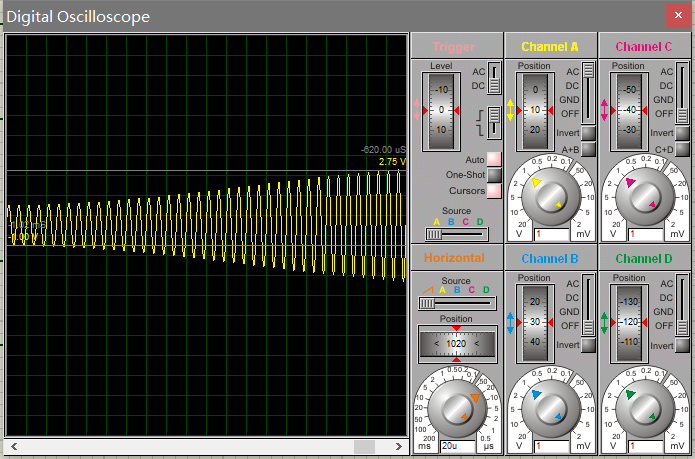 Digital Oscilloscope
-620.00 uS
2.75 V
Trigger
Level
-10
0
10
AC
DC
Auto
One-Shot
Cursors
Source
A B C D
Channel A
Position
0
10
20
AC
DC
GND
OFF
Invert
A+B
20 10 5 2 1 0.5 0.2 0.1 50 20 10 5 2
V 1 mV
Channel C
Position
-50
-40
-30
AC
DC
GND
OFF
Invert
C+D
20 10 5 2 1 0.5 0.2 0.1 50 20 10 5 2
V 1 mV
Horizontal
Source
A B C D
Position
< 1020 <
200 100 50 20 10 5 2 1 0.5 0.2 0.1 50 20 10 5 2 1 0.5
ms 20u µs
Channel B
Position
20
30
40
AC
DC
GND
OFF
Invert
20 10 5 2 1 0.5 0.2 0.1 50 20 10 5 2
V 1 mV
Channel D
Position
-130
-120
-110
AC
DC
GND
OFF
Invert
20 10 5 2 1 0.5 0.2 0.1 50 20 10 5 2
V 1 mV